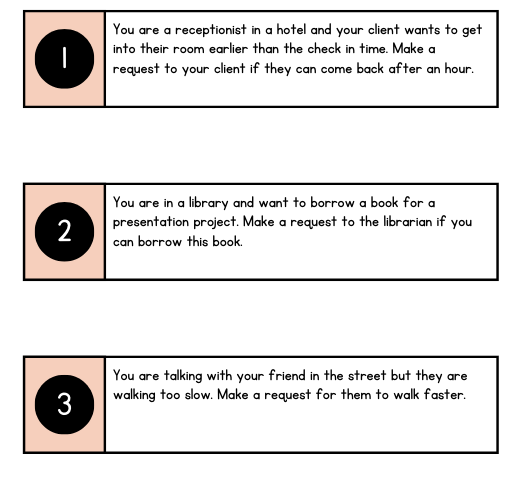 1
You are a receptionist in a hotel and your client wants to get
into their room earlier than the check in time. Make a
request to your client if they can come back after an hour.
2
You are in a library and want to borrow a book for a
presentation project. Make a request to the librarian if you
can borrow this book.
3
You are talking with your friend in the street but they are
walking too slow. Make a request for them to walk faster.